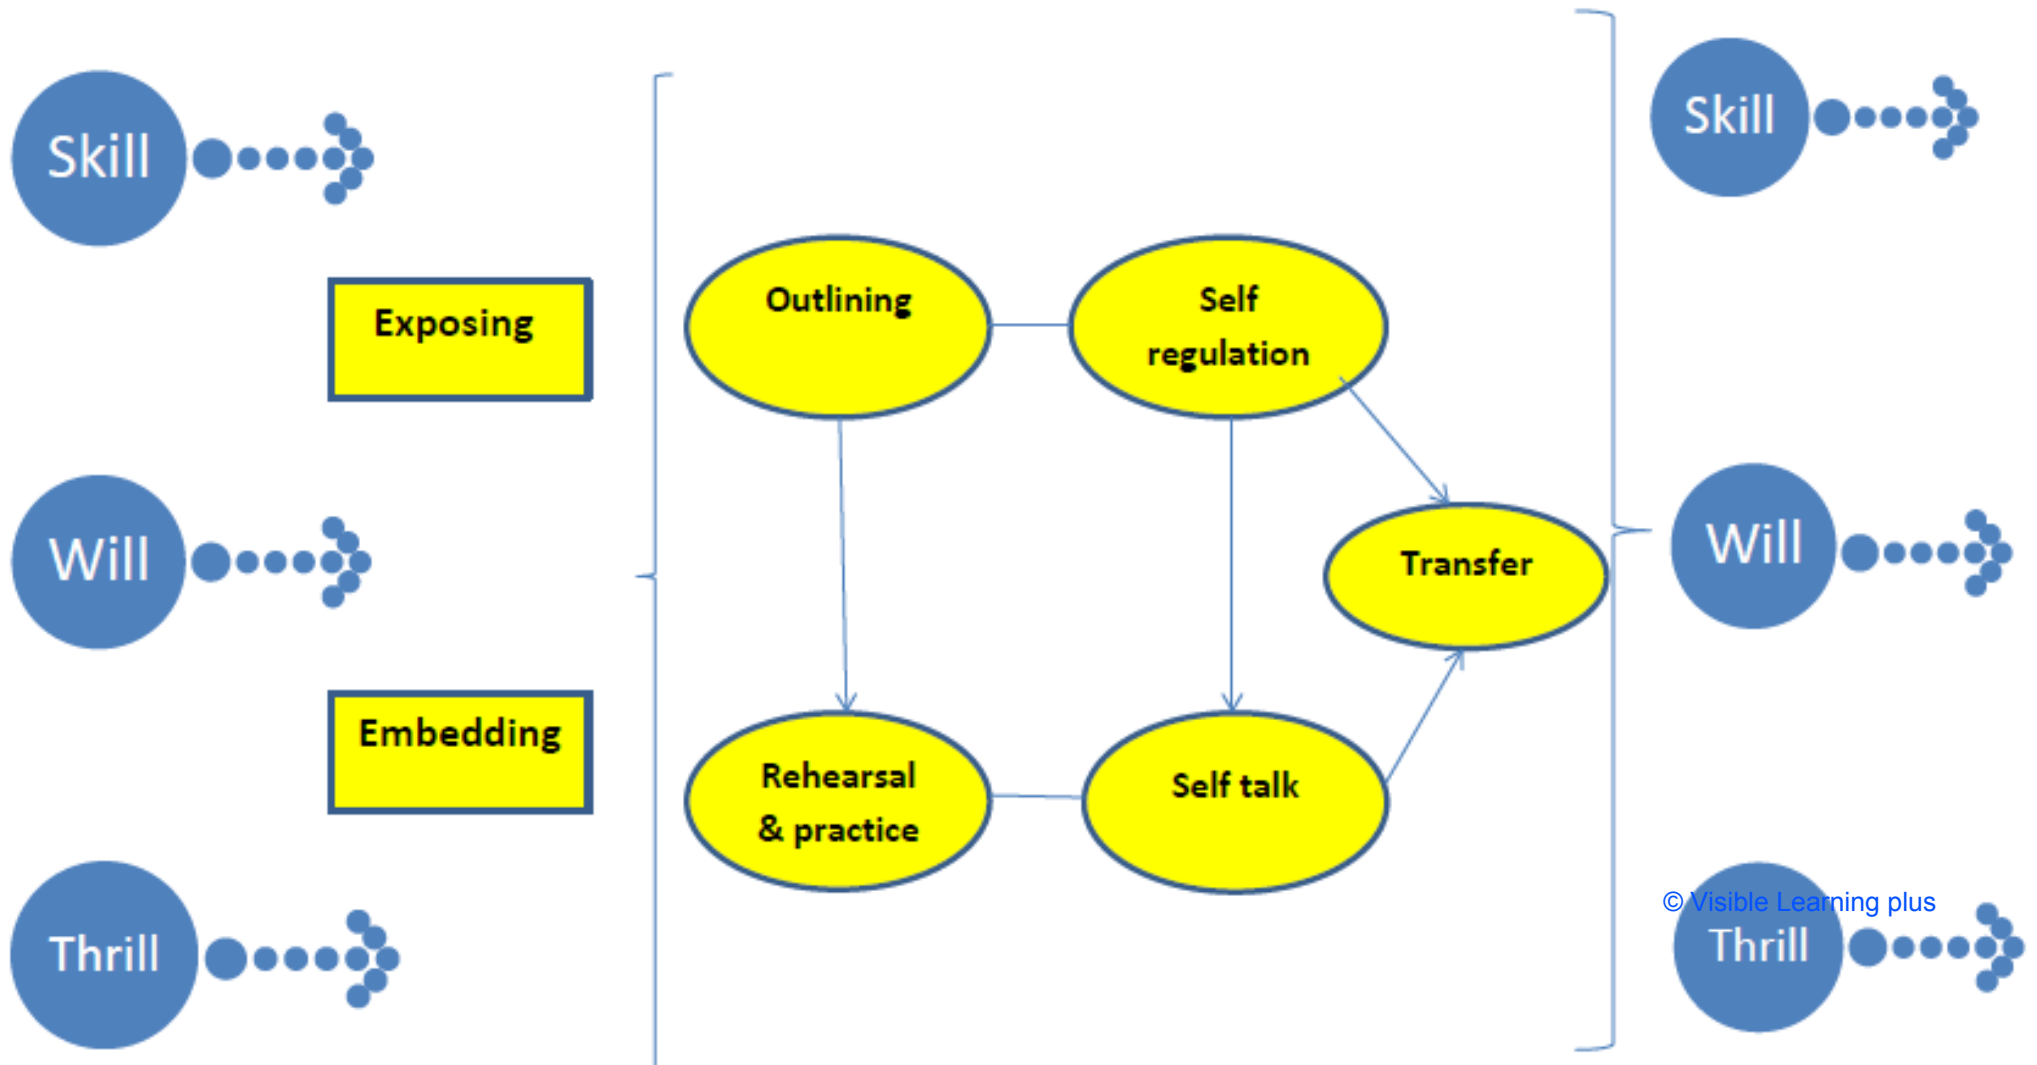 Skill
Will
Thrill
Exposing
Embedding
Outlining
Self
regulation
Rehearsal
& practice
Self talk
Transfer
Skill
Will
© Visible Learning plus
Thrill